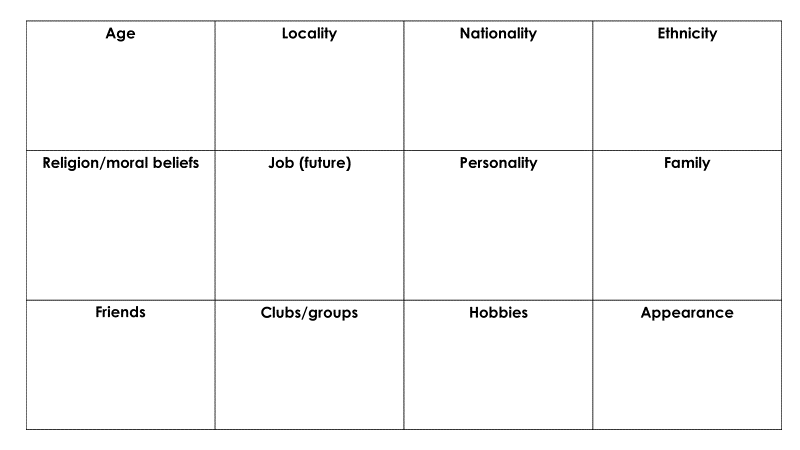 Age
Locality
Nationality
Ethnicity
Religion/moral beliefs
Job (future)
Personality
Family
Friends
Clubs/groups
Hobbies
Appearance